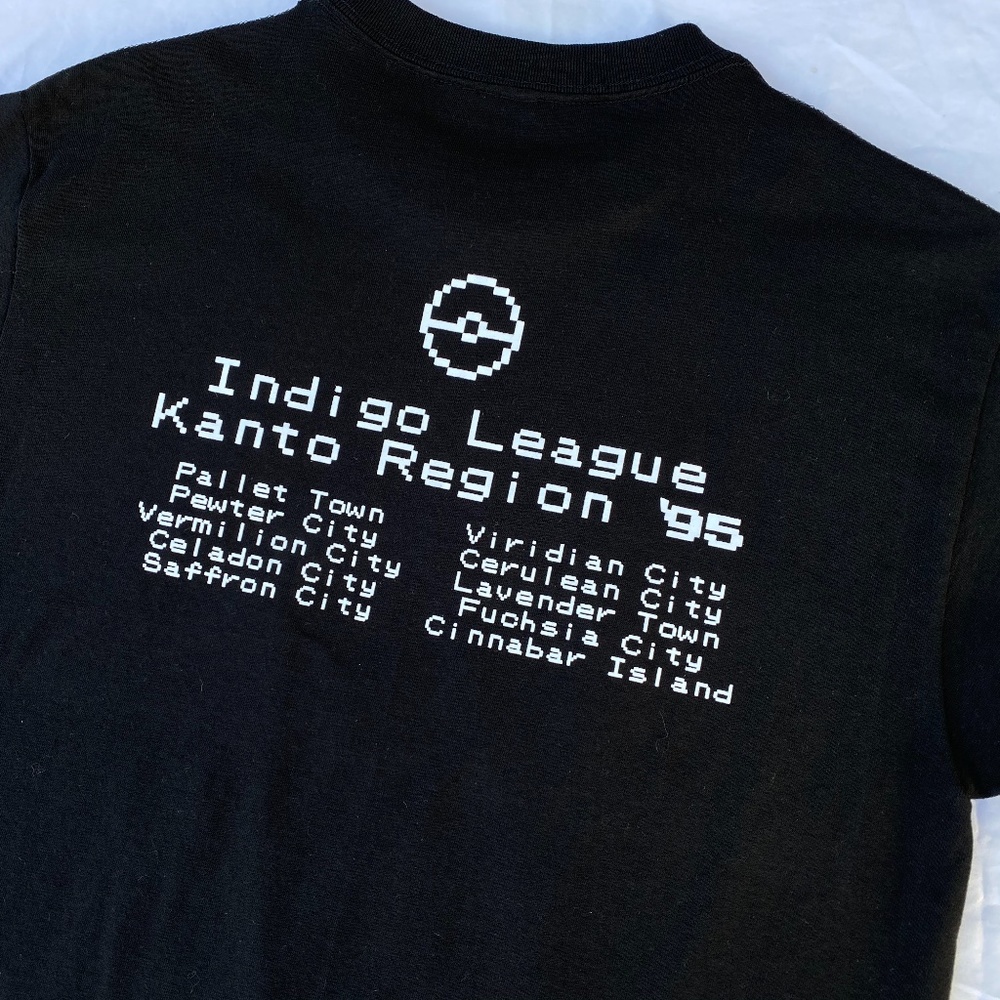 Indigo League
Kanto Region '95
Pallet Town
Pewter City
Vermilion City
Celadon City
Saffron City
Viridian City
Cerulean City
Lavender Town
Fuchsia City
Cinnabar Island